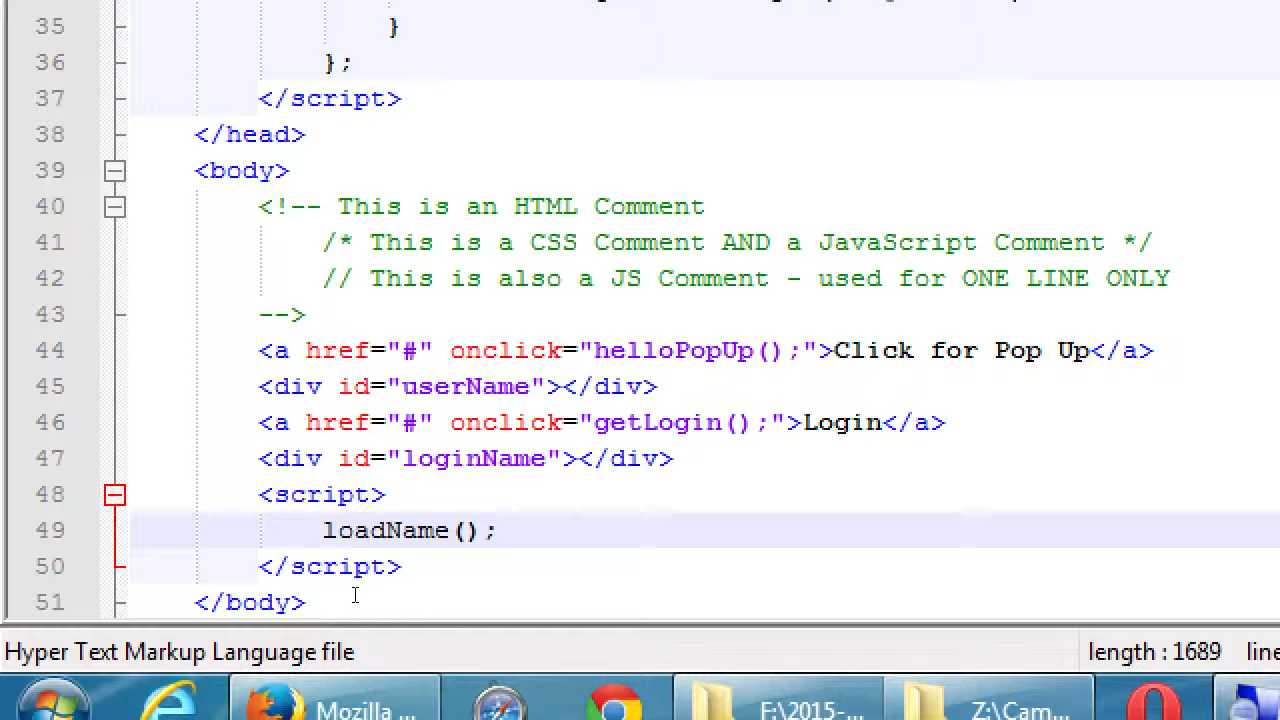 35 }
36 };
37 </script>
38 </head>
39 <body>
40 <!-- This is an HTML Comment
41 /* This is a CSS Comment AND a JavaScript Comment */
42 // This is also a JS Comment - used for ONE LINE ONLY
43 -->
44 <a href="#" onclick="helloPopUp();">Click for Pop Up</a>
45 <div id="userName"></div>
46 <a href="#" onclick="getLogin();">Login</a>
47 <div id="loginName"></div>
48 <script>
49 loadName();
50 </script>
51 </body>
Hyper Text Markup Language file length : 1689 line
Mozilla ... F:\2015-... Z:\Cam...